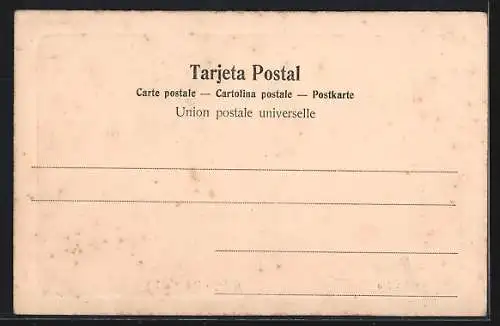 Tarjeta Postal
Carte postale — Cartolina postale — Postkarte
Union postale universelle